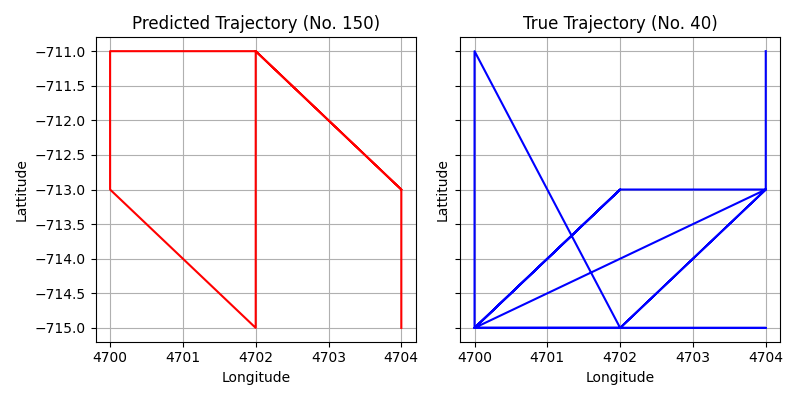 Predicted Trajectory (No. 150)
True Trajectory (No. 40)
−711.0
−711.5
−712.0
−712.5
−713.0
−713.5
−714.0
−714.5
−715.0
Lattitude
Lattitude
4700 4701 4702 4703 4704
4700 4701 4702 4703 4704
Longitude
Longitude